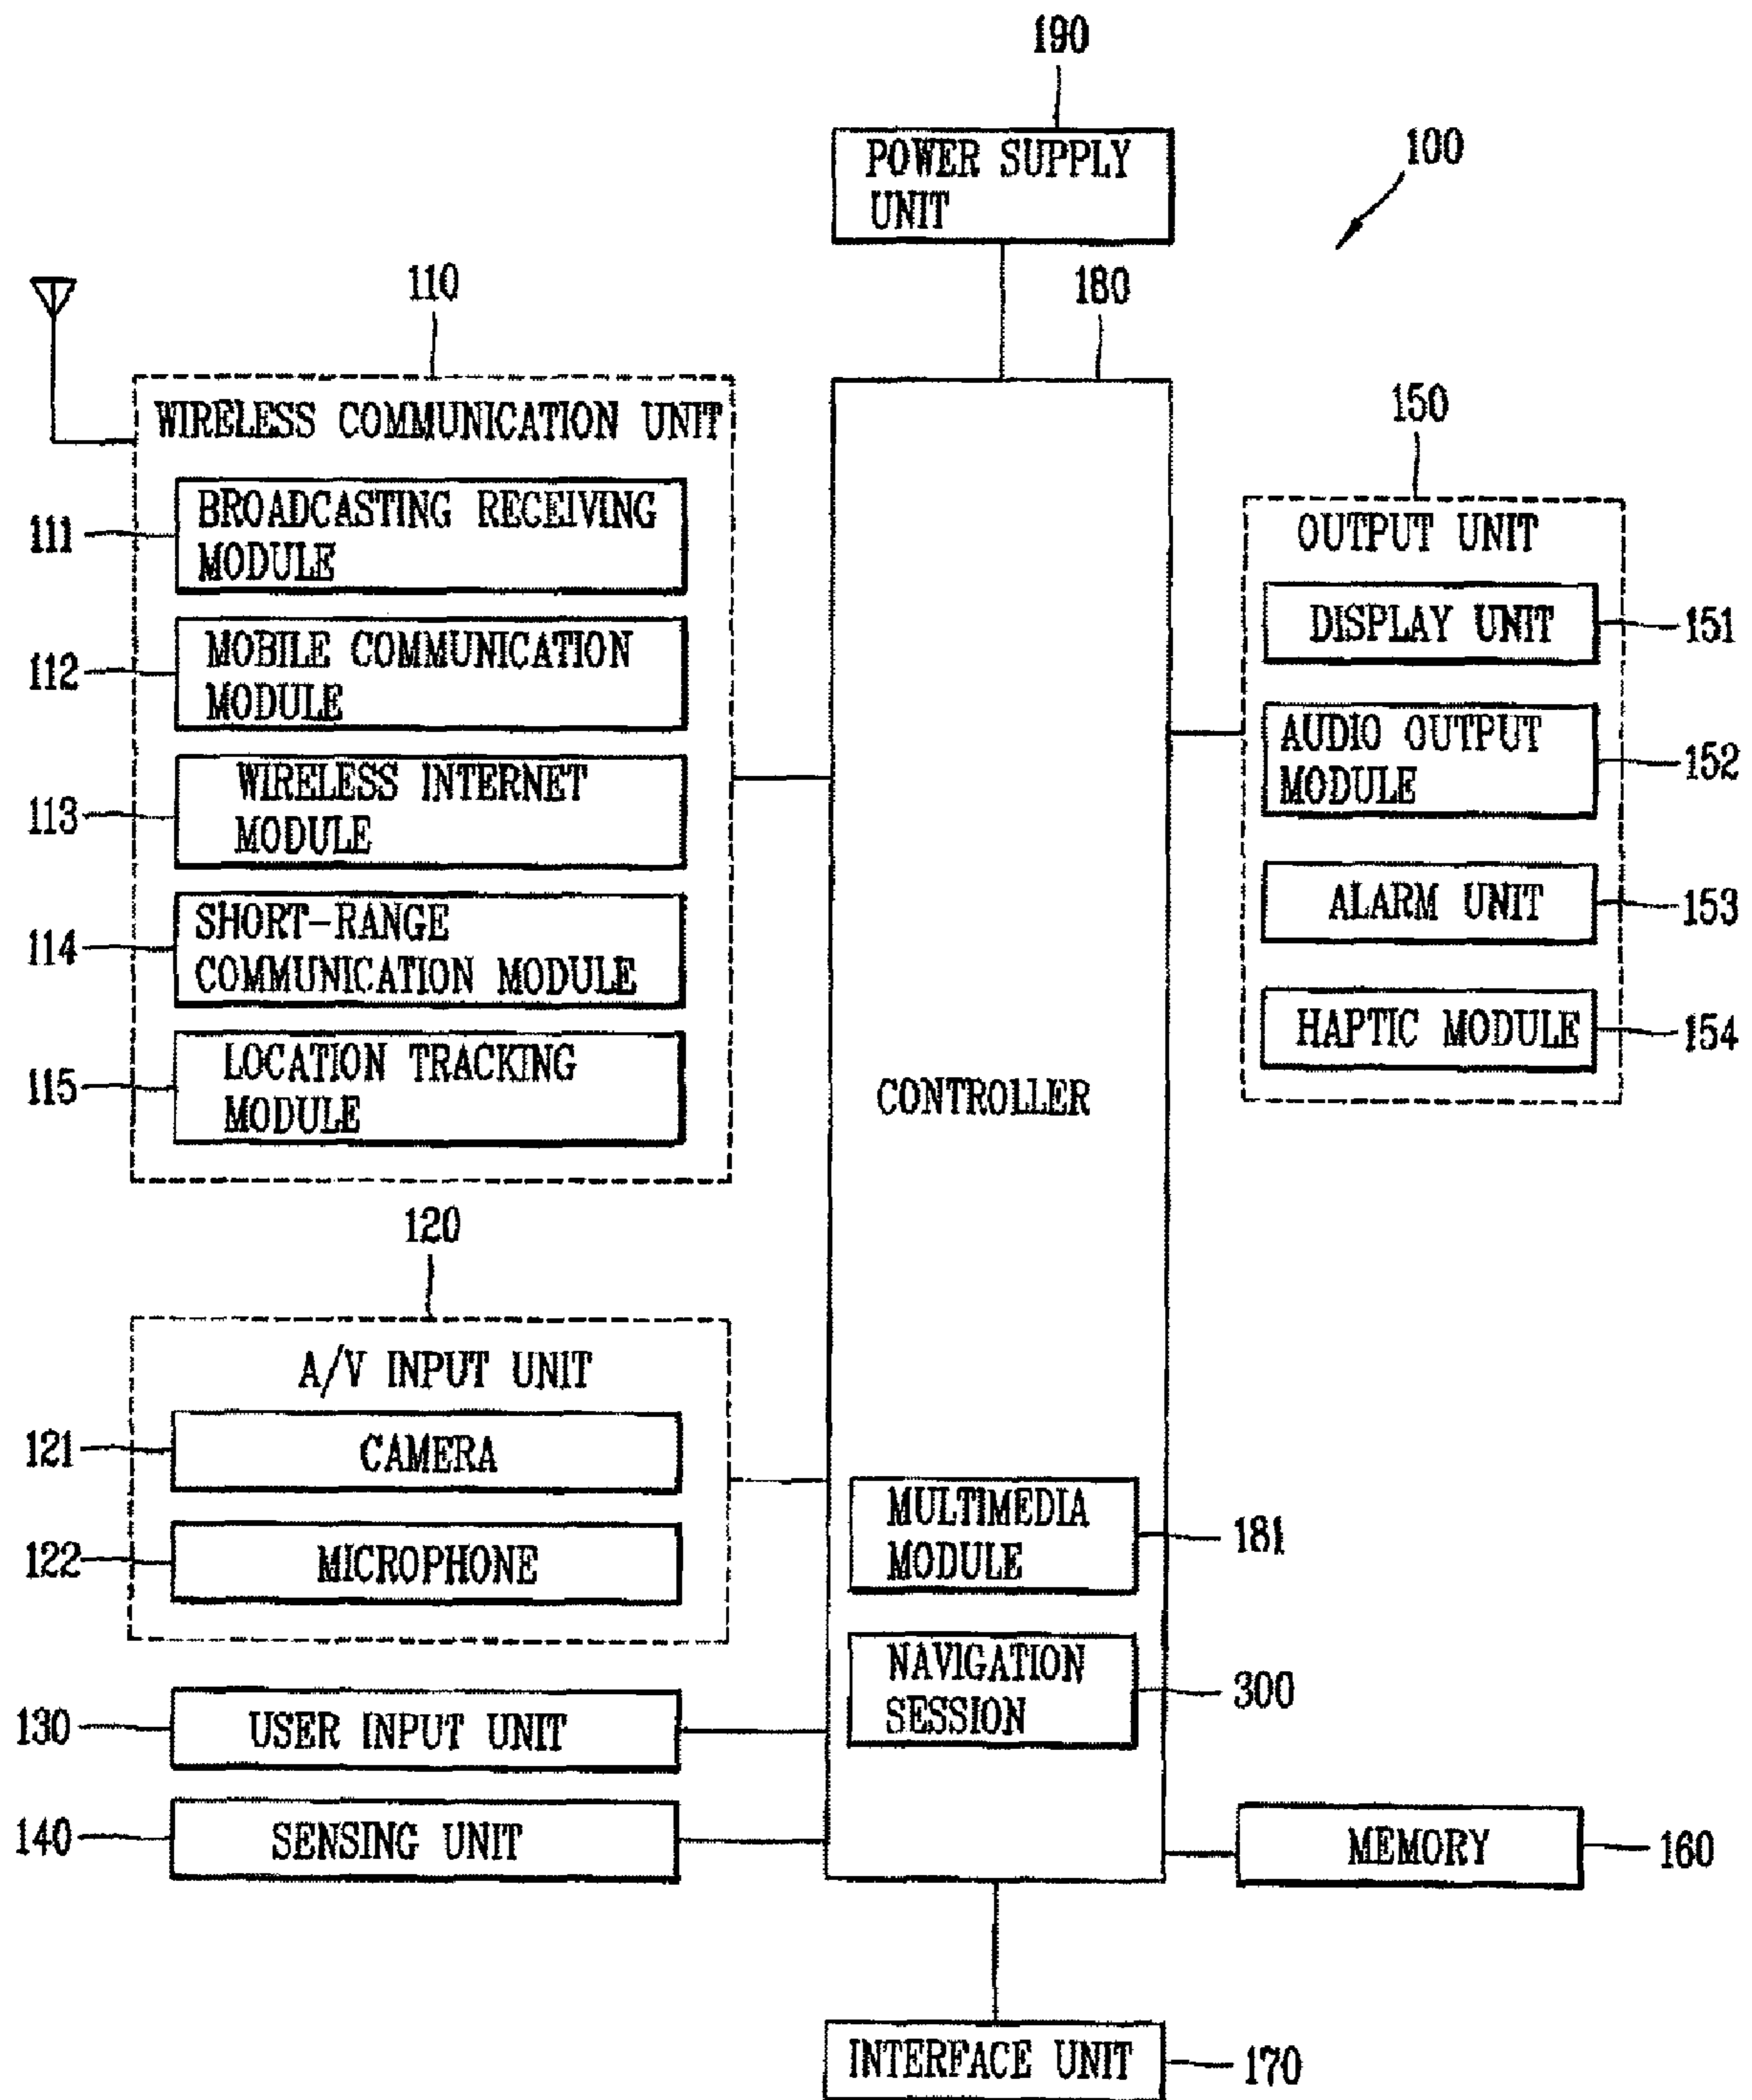 190
POWER SUPPLY
UNIT
100
110
180
WIRELESS COMMUNICATION UNIT
111
BROADCASTING RECEIVING
MODULE
112
MOBILE COMMUNICATION
MODULE
113
WIRELESS INTERNET
MODULE
114
SHORT-RANGE
COMMUNICATION MODULE
115
LOCATION TRACKING
MODULE
150
OUTPUT UNIT
DISPLAY UNIT
151
AUDIO OUTPUT
MODULE
152
ALARM UNIT
153
HAPTIC MODULE
154
CONTROLLER
120
A/V INPUT UNIT
121
CAMERA
122
MICROPHONE
MULTIMEDIA
MODULE
181
NAVIGATION
SESSION
300
130
USER INPUT UNIT
140
SENSING UNIT
MEMORY
160
INTERFACE UNIT
170